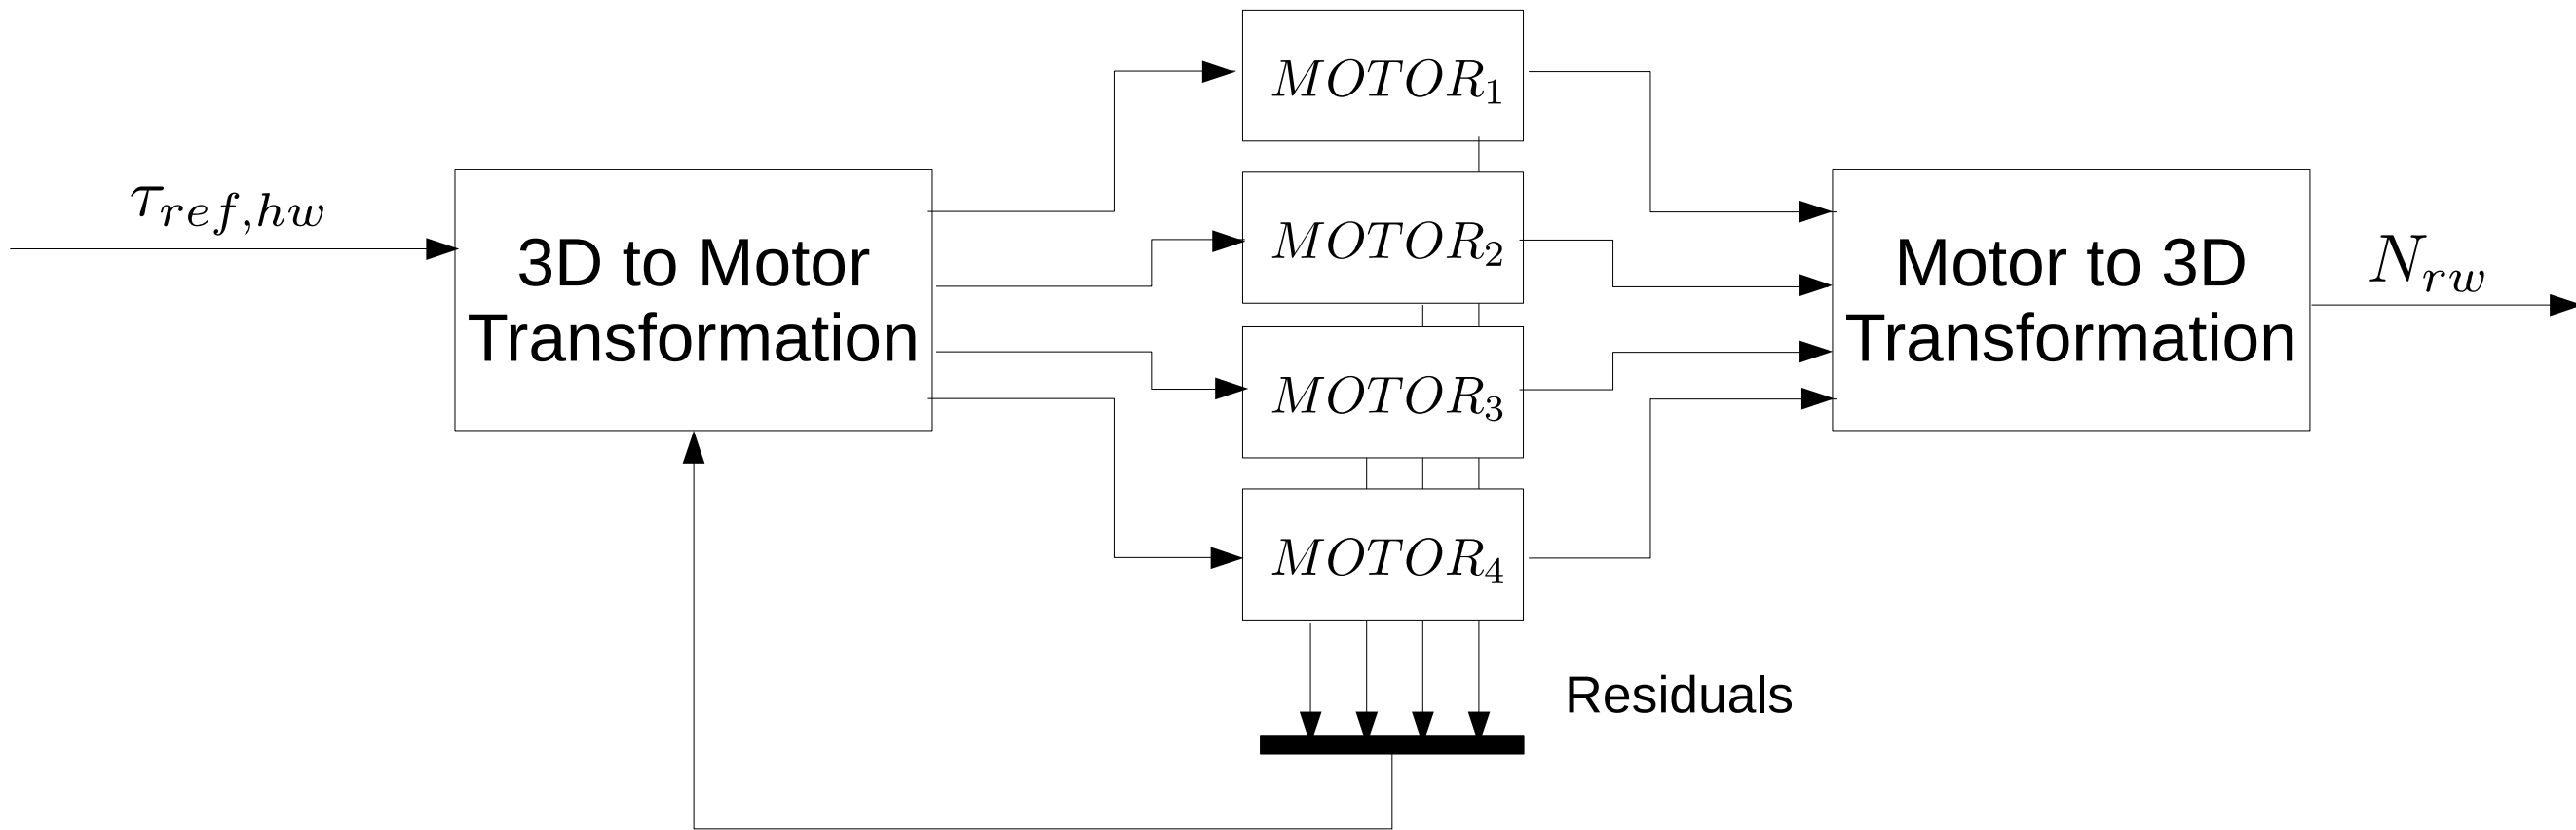 τ_{ref,hw}
3D to Motor
Transformation
MOTOR_1
MOTOR_2
MOTOR_3
MOTOR_4
Motor to 3D
Transformation
N_{rw}
Residuals